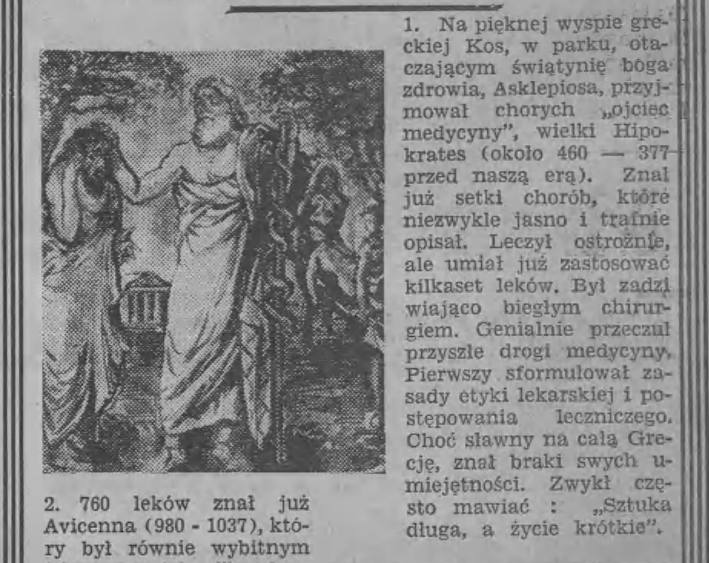 1. Na pięknej wyspie gre-
ckiej Kos, w parku, ota-
czającym świątynię boga
zdrowia, Asklepiosa, przyj-
mował chorych „ojciec
medycyny”, wielki Hipo-
krates (około 460 — 377
przed naszą erą). Znał
już setki chorób, które
niezwykle jasno i trafnie
opisał. Leczył ostrożnie,
ale umiał już zastosować
kilkaset leków. Był zadzi
wiająco biegłym chirur-
giem. Genialnie przeczuł
przyszłe drogi medycyny.
Pierwszy sformułował za-
sady etyki lekarskiej i po-
stępowania leczniczego.
Choć sławny na całą Gre-
cję, znał braki swych u-
miejętności. Zwykł czę-
sto mawiać : „Sztuka
długa, a życie krótkie”.
2. 760 leków znał już
Avicenna (980 - 1037), któ-
ry był równie wybitnym